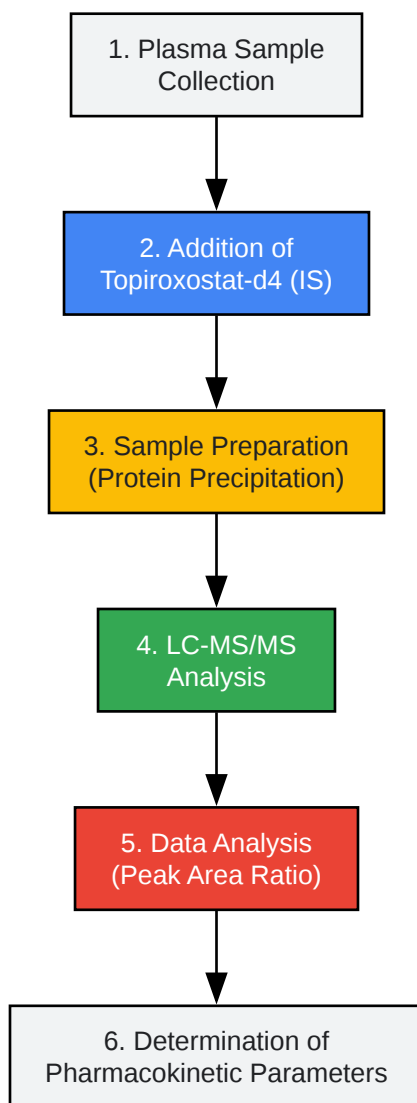 1. Plasma Sample
Collection
2. Addition of
Topiroxostat-d4 (IS)
3. Sample Preparation
(Protein Precipitation)
4. LC-MS/MS
Analysis
5. Data Analysis
(Peak Area Ratio)
6. Determination of
Pharmacokinetic Parameters